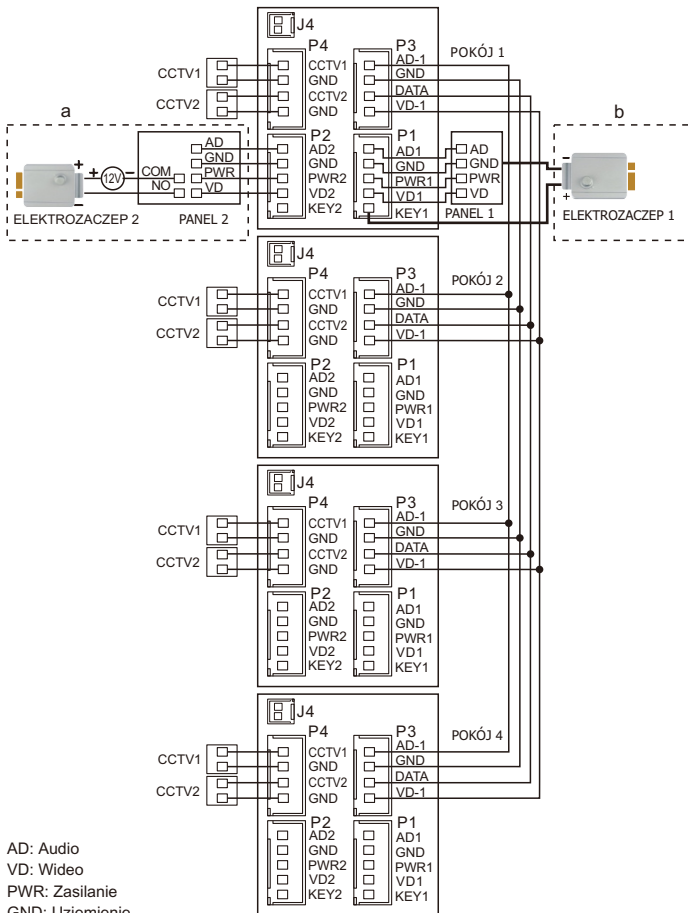 J4
P4
P3
CCTV1
CCTV2
CCTV1
GND
CCTV2
GND
AD-1
GND
DATA
VD-1
POKÓJ 1
a
b
P2
P1
AD
GND
PWR
VD
COM
NO
12V
+
−
+
−
AD2
GND
PWR2
VD2
KEY2
AD1
GND
PWR1
VD1
KEY1
AD
GND
PWR
VD
−
+
ELEKTROZACZEP 2
PANEL 2
PANEL 1
ELEKTROZACZEP 1
J4
P4
P3
CCTV1
CCTV2
CCTV1
GND
CCTV2
GND
AD-1
GND
DATA
VD-1
POKÓJ 2
P2
P1
AD2
GND
PWR2
VD2
KEY2
AD1
GND
PWR1
VD1
KEY1
J4
P4
P3
CCTV1
CCTV2
CCTV1
GND
CCTV2
GND
AD-1
GND
DATA
VD-1
POKÓJ 3
P2
P1
AD2
GND
PWR2
VD2
KEY2
AD1
GND
PWR1
VD1
KEY1
J4
P4
P3
CCTV1
CCTV2
CCTV1
GND
CCTV2
GND
AD-1
GND
DATA
VD-1
POKÓJ 4
P2
P1
AD2
GND
PWR2
VD2
KEY2
AD1
GND
PWR1
VD1
KEY1
AD: Audio
VD: Wideo
PWR: Zasilanie
GND: Uziemienie